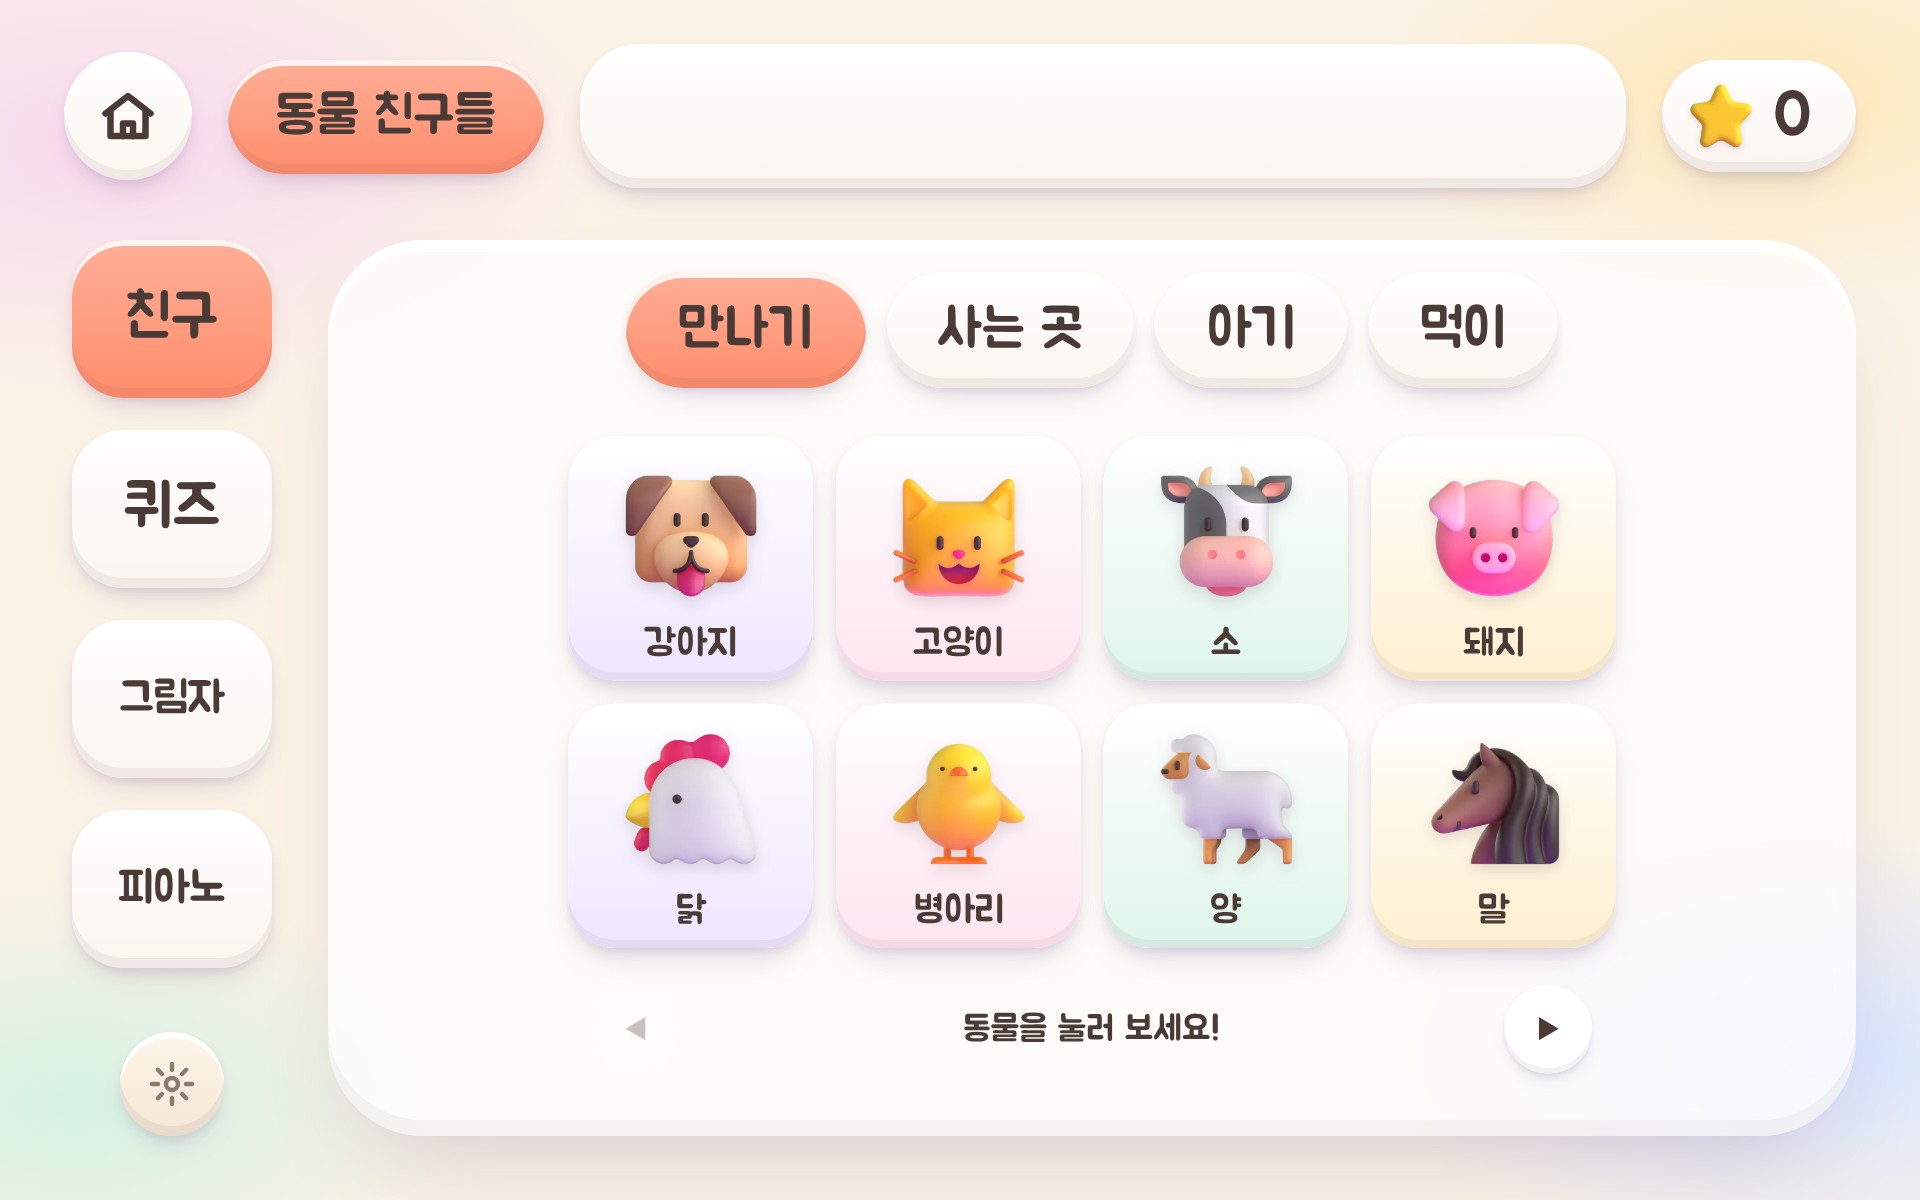 동물 친구들
0
친구
퀴즈
그림자
피아노
만나기
사는 곳
아기
먹이
강아지
고양이
소
돼지
닭
병아리
양
말
동물을 눌러 보세요!